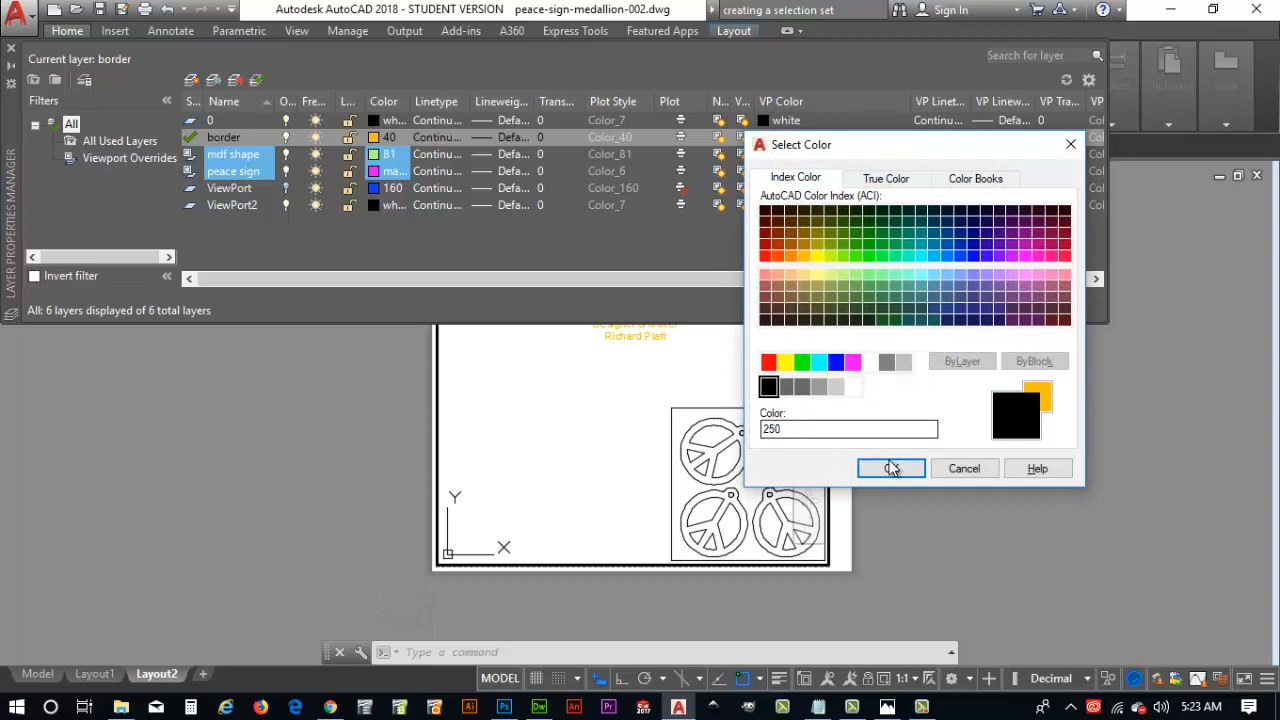 Autodesk AutoCAD 2018 - STUDENT VERSION peace-sign-medallion-002.dwg
creating a selection set
Sign In
Home Insert Annotate Parametric View Manage Output Add-ins A360 Express Tools Featured Apps Layout
Current layer: border
Search for layer
Filters
S... Name O... Fre... L... Color Linetype Lineweig... Trans... Plot Style Plot N... V... VP Color VP Linet... VP Linew... VP Tra... VP
All
All Used Layers
Viewport Overrides
0 wh... Continu... Defa... 0 Color_7 white Continu... Defa... 0 Col
border 40 Continu... Defa... 0 Color_40
mdf shape 81 Continu... Defa... 0 Color_81
peace sign ma... Continu... Defa... 0 Color_6
ViewPort 160 Continu... Defa... 0 Color_160
ViewPort2 wh... Continu... Defa... 0 Color_7
Invert filter
All: 6 layers displayed of 6 total layers
LAYER PROPERTIES MANAGER
Select Color
Index Color True Color Color Books
AutoCAD Color Index (ACI):
ByLayer ByBlock
Color:
250
Cancel Help
Richard Platt
Y
X
Type a command
Model Layout1 Layout2
MODEL 1:1 Decimal
5:23 AM